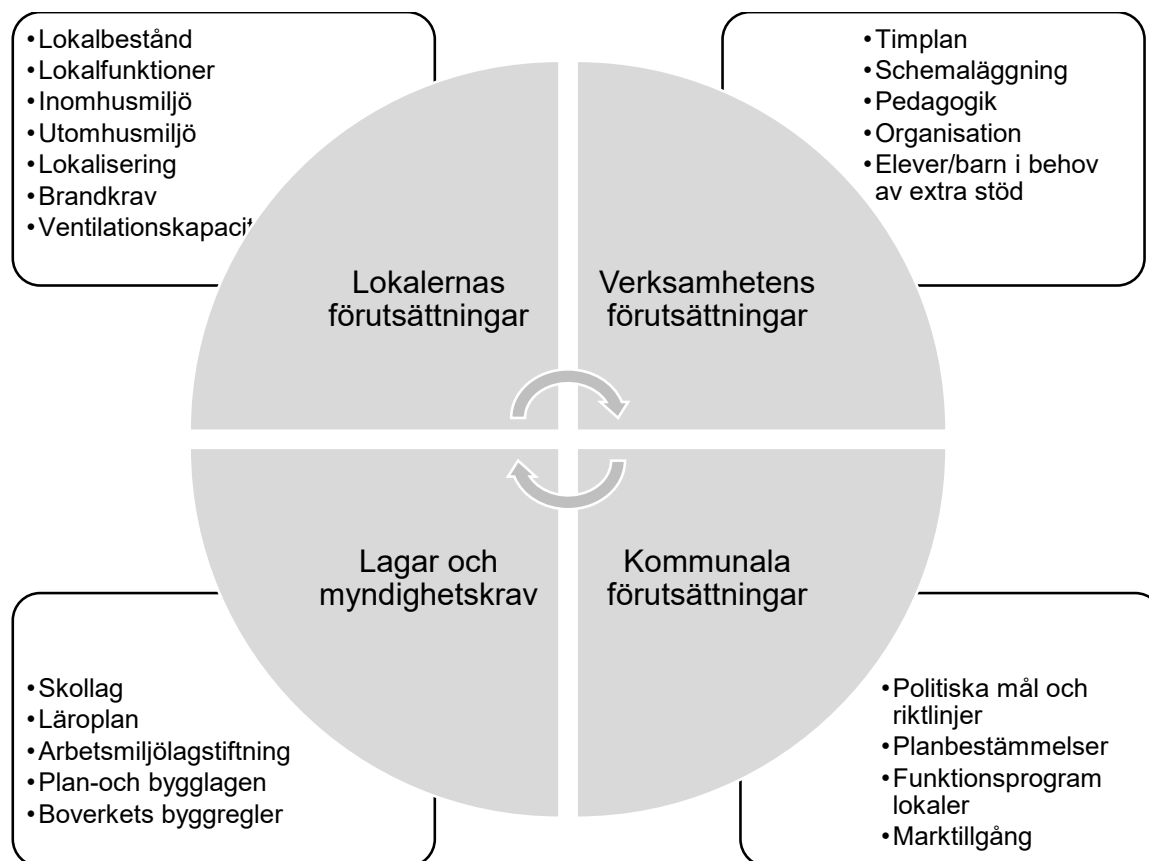 •Lokalbestånd
•Lokalfunktioner
•Inomhusmiljö
•Utomhusmiljö
•Lokalisering
•Brandkrav
•Ventilationskapacit
•Timplan
•Schemaläggning
•Pedagogik
•Organisation
•Elever/barn i behov
av extra stöd
Lokalernas
förutsättningar
Verksamhetens
förutsättningar
Lagar och
myndighetskrav
Kommunala
förutsättningar
•Skollag
•Läroplan
•Arbetsmiljölagstiftning
•Plan-och bygglagen
•Boverkets byggregler
•Politiska mål och
riktlinjer
•Planbestämmelser
•Funktionsprogram
lokaler
•Marktillgång